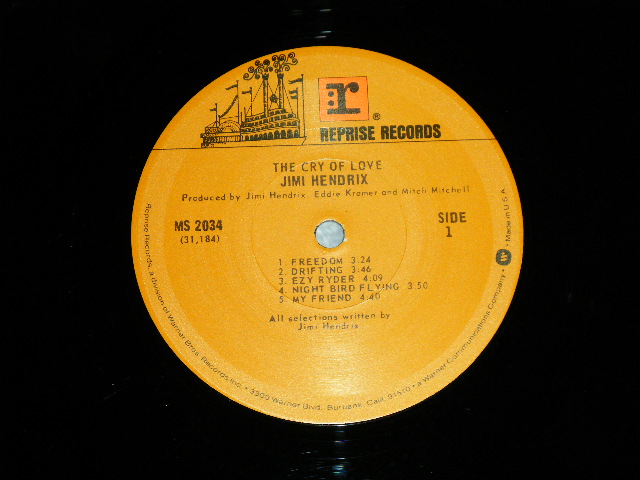 :r
®
REPRISE RECORDS
THE CRY OF LOVE
JIMI HENDRIX
Produced by Jimi Hendrix, Eddie Kramer and Mitch Mitchell
MS 2034
(31,184)
SIDE
1
1. FREEDOM 3:24
2. DRIFTING 3:46
3. EZY RYDER 4:09
4. NIGHT BIRD FLYING 3:50
5. MY FRIEND 4:40
All selections written by
Jimi Hendrix
Reprise Records, a division of Warner Bros. Records Inc. • 3300 Warner Blvd., Burbank, Calif. 91510 • a Warner Communications Company • W • Made in U.S.A.